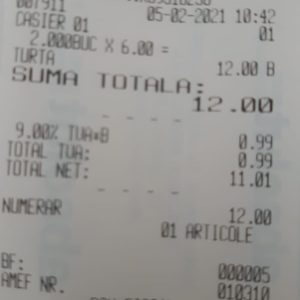 05-02-2021 10:42
CASIER 01 01
2.000BUC X 6.00 =
TURTA 12.00 B
SUMA TOTALA:
12.00
- - - -
9.00% TVA*B 0.99
TOTAL TVA: 0.99
TOTAL NET: 11.01
- - - -
NUMERAR 12.00
01 ARTICOLE
BF: 000005
AMEF NR. 010310